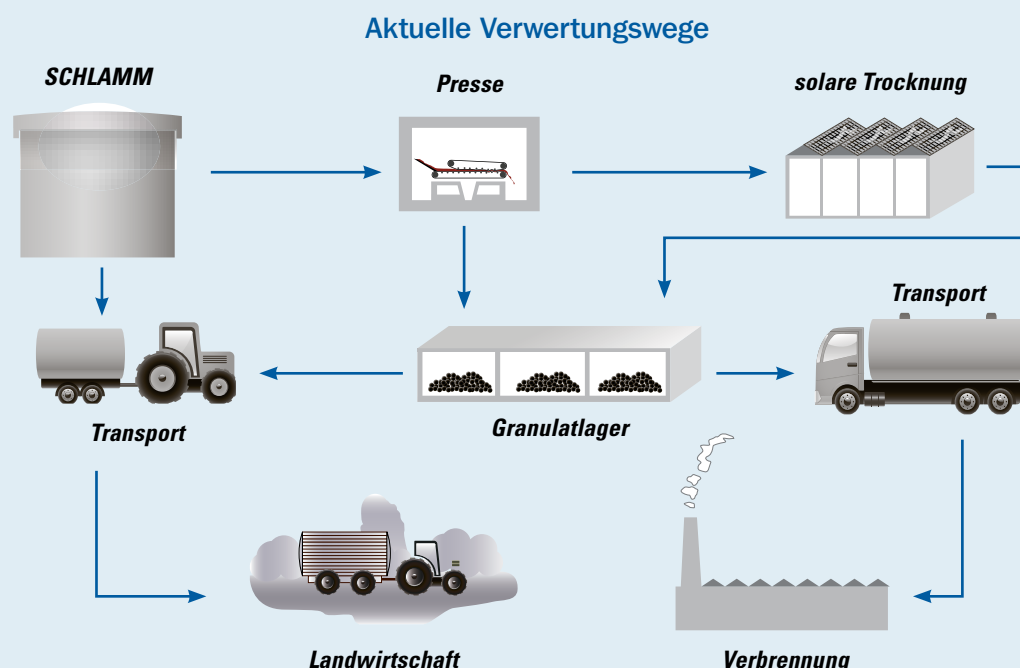 Aktuelle Verwertungswege
SCHLAMM
Presse
solare Trocknung
Transport
Transport
Granulatlager
Landwirtschaft
Verbrennung